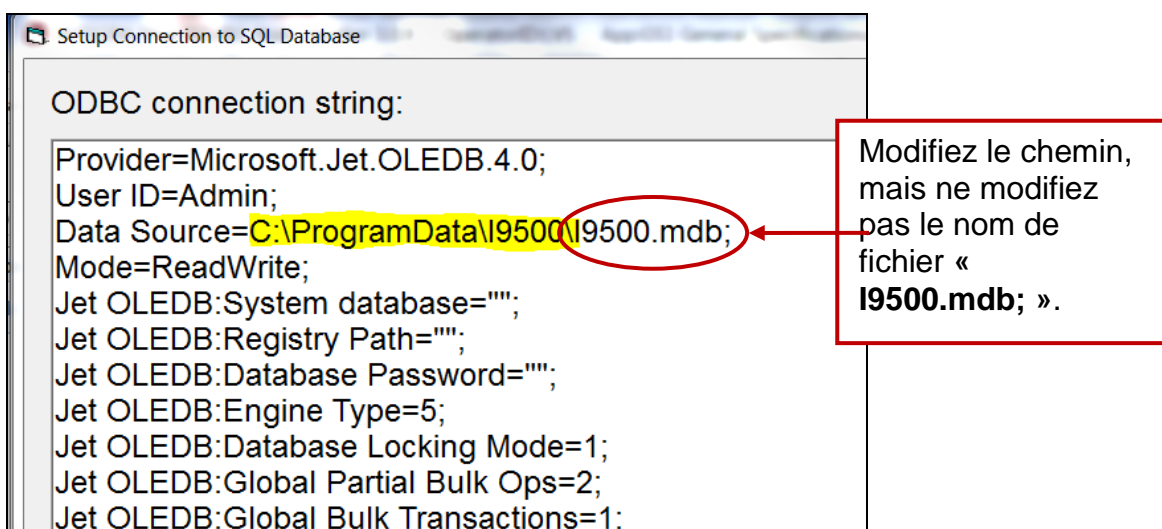 Setup Connection to SQL Database
ODBC connection string:
Provider=Microsoft.Jet.OLEDB.4.0;
User ID=Admin;
Data Source=C:\ProgramData\I9500\I9500.mdb;
Mode=ReadWrite;
Jet OLEDB:System database="";
Jet OLEDB:Registry Path="";
Jet OLEDB:Database Password="";
Jet OLEDB:Engine Type=5;
Jet OLEDB:Database Locking Mode=1;
Jet OLEDB:Global Partial Bulk Ops=2;
Jet OLEDB:Global Bulk Transactions=1;
Modifiez le chemin,
mais ne modifiez
pas le nom de
fichier «
I9500.mdb; ».